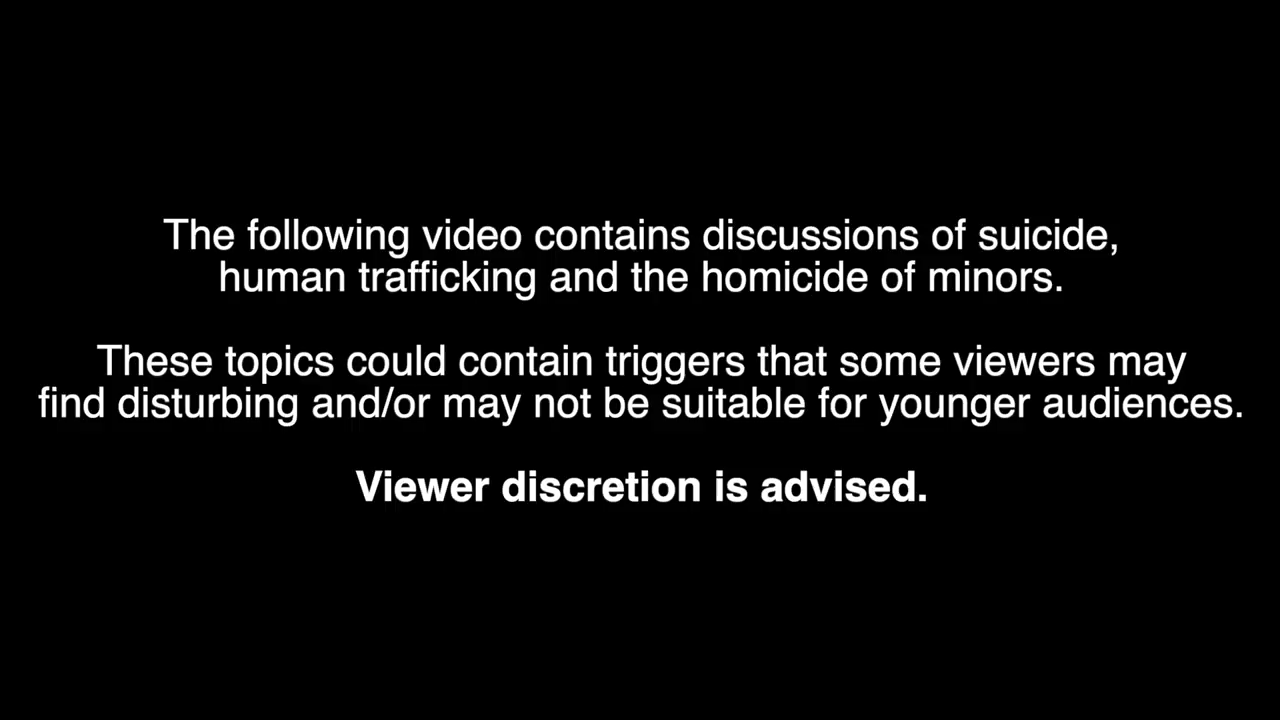 The following video contains discussions of suicide,
human trafficking and the homicide of minors.
These topics could contain triggers that some viewers may
find disturbing and/or may not be suitable for younger audiences.
Viewer discretion is advised.